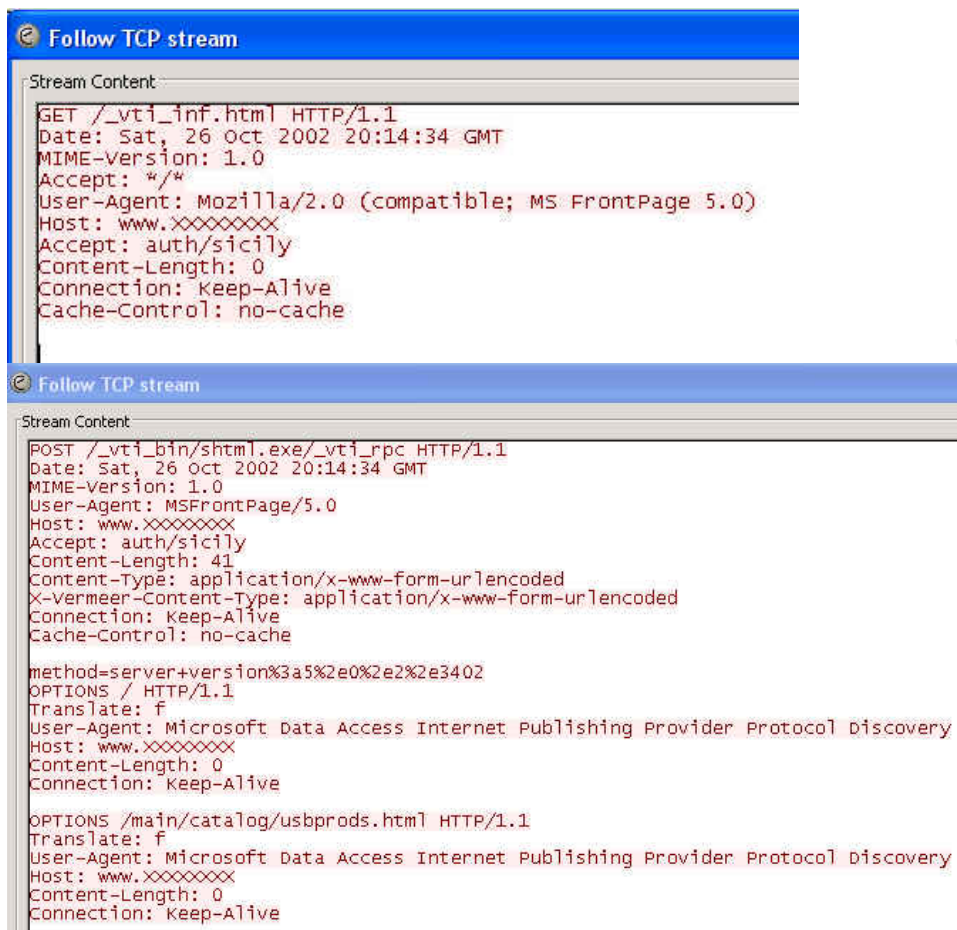 Follow TCP stream
Stream Content
GET /_vti_inf.html HTTP/1.1
Date: Sat, 26 Oct 2002 20:14:34 GMT
MIME-Version: 1.0
Accept: */*
User-Agent: Mozilla/2.0 (compatible; MS FrontPage 5.0)
Host: www.XXXXXXXX
Accept: auth/sicily
Content-Length: 0
Connection: Keep-Alive
Cache-Control: no-cache
Follow TCP stream
Stream Content
POST /_vti_bin/shtml.exe/_vti_rpc HTTP/1.1
Date: Sat, 26 Oct 2002 20:14:34 GMT
MIME-Version: 1.0
User-Agent: MSFrontPage/5.0
Host: www.XXXXXXXX
Accept: auth/sicily
Content-Length: 41
Content-Type: application/x-www-form-urlencoded
X-Vermeer-Content-Type: application/x-www-form-urlencoded
Connection: Keep-Alive
Cache-Control: no-cache
method=server+version%3a5%2e0%2e2%2e3402
OPTIONS / HTTP/1.1
Translate: f
User-Agent: Microsoft Data Access Internet Publishing Provider Protocol Discovery
Host: www.XXXXXXXX
Content-Length: 0
Connection: Keep-Alive
OPTIONS /main/catalog/usbprods.html HTTP/1.1
Translate: f
User-Agent: Microsoft Data Access Internet Publishing Provider Protocol Discovery
Host: www.XXXXXXXX
Content-Length: 0
Connection: Keep-Alive